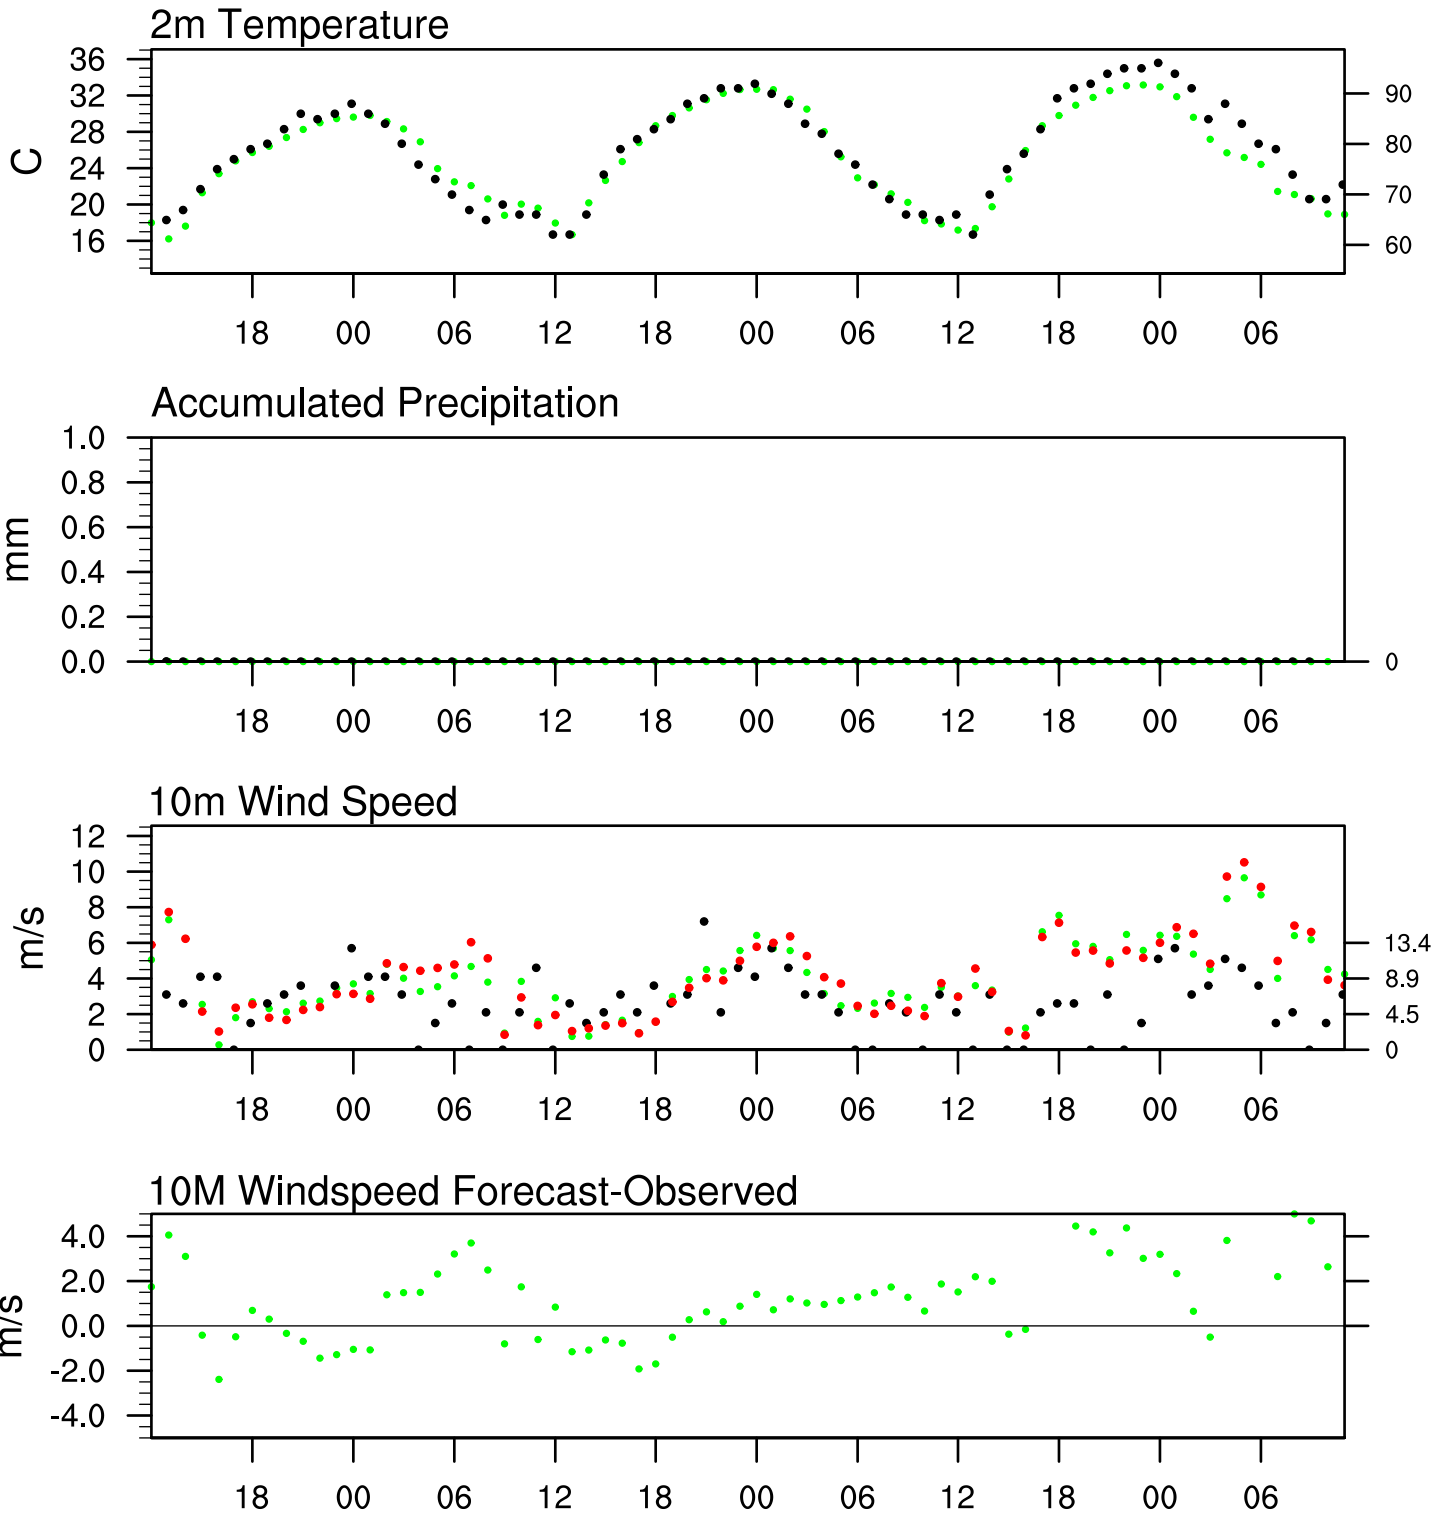 2m Temperature
36
32
28
24
20
16
C
90
80
70
60
18 00 06 12 18 00 06 12 18 00 06
Accumulated Precipitation
1.0
0.8
0.6
0.4
0.2
0.0
mm
0
18 00 06 12 18 00 06 12 18 00 06
10m Wind Speed
12
10
8
6
4
2
0
m/s
13.4
8.9
4.5
0
18 00 06 12 18 00 06 12 18 00 06
10M Windspeed Forecast-Observed
4.0
2.0
0.0
-2.0
-4.0
m/s
18 00 06 12 18 00 06 12 18 00 06